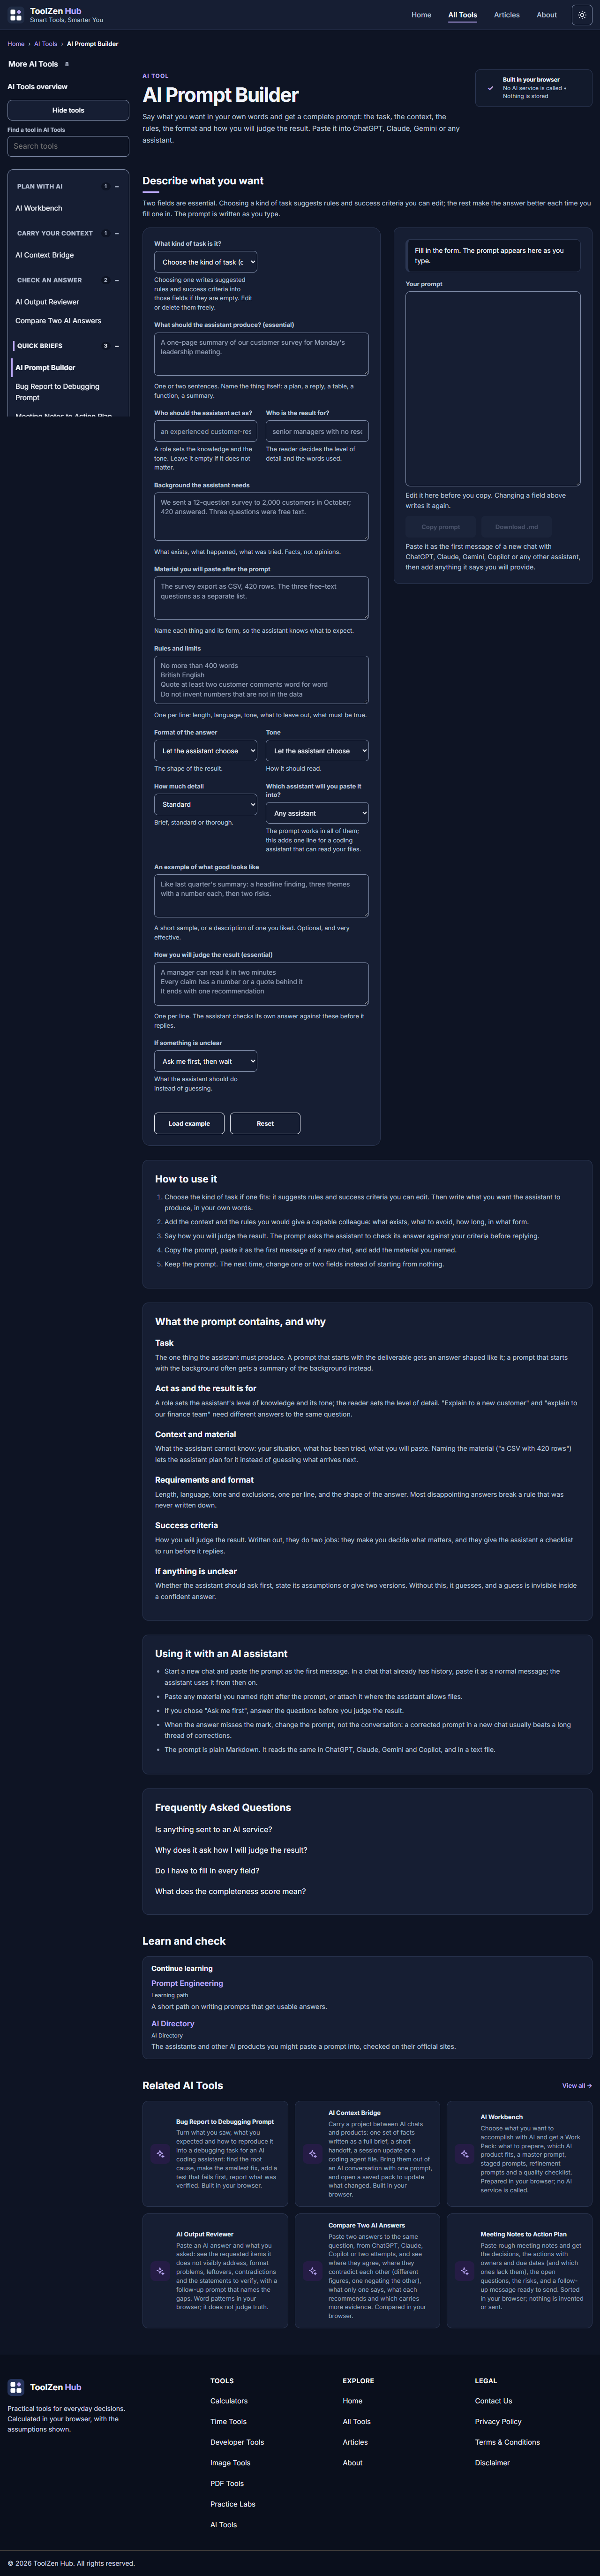 ToolZen Hub
Smart Tools, Smarter You
Home
All Tools
Articles
About
Home › AI Tools › AI Prompt Builder
More AI Tools 8
AI Tools overview
Hide tools
Find a tool in AI Tools
Search tools
PLAN WITH AI 1 −
AI Workbench
CARRY YOUR CONTEXT 1 −
AI Context Bridge
CHECK AN ANSWER 2 −
AI Output Reviewer
Compare Two AI Answers
QUICK BRIEFS 3 −
AI Prompt Builder
Bug Report to Debugging
Prompt
Meeting Notes to Action Plan
AI TOOL
AI Prompt Builder
Say what you want in your own words and get a complete prompt: the task, the context, the
rules, the format and how you will judge the result. Paste it into ChatGPT, Claude, Gemini or any
assistant.
✓
Built in your browser
No AI service is called •
Nothing is stored
Describe what you want
Two fields are essential. Choosing a kind of task suggests rules and success criteria you can edit; the rest make the answer better each time you
fill one in. The prompt is written as you type.
What kind of task is it?
Choose the kind of task (c
Choosing one writes suggested
rules and success criteria into
those fields if they are empty. Edit
or delete them freely.
What should the assistant produce? (essential)
A one-page summary of our customer survey for Monday's
leadership meeting.
One or two sentences. Name the thing itself: a plan, a reply, a table, a
function, a summary.
Who should the assistant act as?
an experienced customer-res
A role sets the knowledge and the
tone. Leave it empty if it does not
matter.
Who is the result for?
senior managers with no rese
The reader decides the level of
detail and the words used.
Background the assistant needs
We sent a 12-question survey to 2,000 customers in October;
420 answered. Three questions were free text.
What exists, what happened, what was tried. Facts, not opinions.
Material you will paste after the prompt
The survey export as CSV, 420 rows. The three free-text
questions as a separate list.
Name each thing and its form, so the assistant knows what to expect.
Rules and limits
No more than 400 words
British English
Quote at least two customer comments word for word
Do not invent numbers that are not in the data
One per line: length, language, tone, what to leave out, what must be true.
Format of the answer
Let the assistant choose
The shape of the result.
Tone
Let the assistant choose
How it should read.
How much detail
Standard
Brief, standard or thorough.
Which assistant will you paste it
into?
Any assistant
The prompt works in all of them;
this adds one line for a coding
assistant that can read your files.
An example of what good looks like
Like last quarter's summary: a headline finding, three themes
with a number each, then two risks.
A short sample, or a description of one you liked. Optional, and very
effective.
How you will judge the result (essential)
A manager can read it in two minutes
Every claim has a number or a quote behind it
It ends with one recommendation
One per line. The assistant checks its own answer against these before it
replies.
If something is unclear
Ask me first, then wait
What the assistant should do
instead of guessing.
Load example
Reset
Fill in the form. The prompt appears here as you
type.
Your prompt
Edit it here before you copy. Changing a field above
writes it again.
Copy prompt
Download .md
Paste it as the first message of a new chat with
ChatGPT, Claude, Gemini, Copilot or any other assistant,
then add anything it says you will provide.
How to use it
1. Choose the kind of task if one fits: it suggests rules and success criteria you can edit. Then write what you want the assistant to
produce, in your own words.
2. Add the context and the rules you would give a capable colleague: what exists, what to avoid, how long, in what form.
3. Say how you will judge the result. The prompt asks the assistant to check its answer against your criteria before replying.
4. Copy the prompt, paste it as the first message of a new chat, and add the material you named.
5. Keep the prompt. The next time, change one or two fields instead of starting from nothing.
What the prompt contains, and why
Task
The one thing the assistant must produce. A prompt that starts with the deliverable gets an answer shaped like it; a prompt that starts
with the background often gets a summary of the background instead.
Act as and the result is for
A role sets the assistant's level of knowledge and its tone; the reader sets the level of detail. "Explain to a new customer" and "explain to
our finance team" need different answers to the same question.
Context and material
What the assistant cannot know: your situation, what has been tried, what you will paste. Naming the material ("a CSV with 420 rows")
lets the assistant plan for it instead of guessing what arrives next.
Requirements and format
Length, language, tone and exclusions, one per line, and the shape of the answer. Most disappointing answers break a rule that was
never written down.
Success criteria
How you will judge the result. Written out, they do two jobs: they make you decide what matters, and they give the assistant a checklist
to run before it replies.
If anything is unclear
Whether the assistant should ask first, state its assumptions or give two versions. Without this, it guesses, and a guess is invisible inside
a confident answer.
Using it with an AI assistant
• Start a new chat and paste the prompt as the first message. In a chat that already has history, paste it as a normal message; the
assistant uses it from then on.
• Paste any material you named right after the prompt, or attach it where the assistant allows files.
• If you chose "Ask me first", answer the questions before you judge the result.
• When the answer misses the mark, change the prompt, not the conversation: a corrected prompt in a new chat usually beats a long
thread of corrections.
• The prompt is plain Markdown. It reads the same in ChatGPT, Claude, Gemini and Copilot, and in a text file.
Frequently Asked Questions
Is anything sent to an AI service?
Why does it ask how I will judge the result?
Do I have to fill in every field?
What does the completeness score mean?
Learn and check
Continue learning
Prompt Engineering
Learning path
A short path on writing prompts that get usable answers.
AI Directory
AI Directory
The assistants and other AI products you might paste a prompt into, checked on their official sites.
Related AI Tools
View all →
Bug Report to Debugging Prompt
Turn what you saw, what you
expected and how to reproduce it
into a debugging task for an AI
coding assistant: find the root
cause, make the smallest fix, add a
test that fails first, report what was
verified. Built in your browser.
AI Context Bridge
Carry a project between AI chats
and products: one set of facts
written as a full brief, a short
handoff, a session update or a
coding agent file. Bring them out of
an AI conversation with one prompt,
and open a saved pack to update
what changed. Built in your
browser.
AI Workbench
Choose what you want to
accomplish with AI and get a Work
Pack: what to prepare, which AI
product fits, a master prompt,
staged prompts, refinement
prompts and a quality checklist.
Prepared in your browser; no AI
service is called.
AI Output Reviewer
Paste an AI answer and what you
asked: see the requested items it
does not visibly address, format
problems, leftovers, contradictions
and the statements to verify, with a
follow-up prompt that names the
gaps. Word patterns in your
browser; it does not judge truth.
Compare Two AI Answers
Paste two answers to the same
question, from ChatGPT, Claude,
Copilot or two attempts, and see
where they agree, where they
contradict each other (different
figures, one negating the other),
what only one says, what each
recommends and which carries
more evidence. Compared in your
browser.
Meeting Notes to Action Plan
Paste rough meeting notes and get
the decisions, the actions with
owners and due dates (and which
ones lack them), the open
questions, the risks, and a follow-
up message ready to send. Sorted
in your browser; nothing is invented
or sent.
ToolZen Hub
Practical tools for everyday decisions.
Calculated in your browser, with the
assumptions shown.
TOOLS
Calculators
Time Tools
Developer Tools
Image Tools
PDF Tools
Practice Labs
AI Tools
EXPLORE
Home
All Tools
Articles
About
LEGAL
Contact Us
Privacy Policy
Terms & Conditions
Disclaimer
© 2026 ToolZen Hub. All rights reserved.